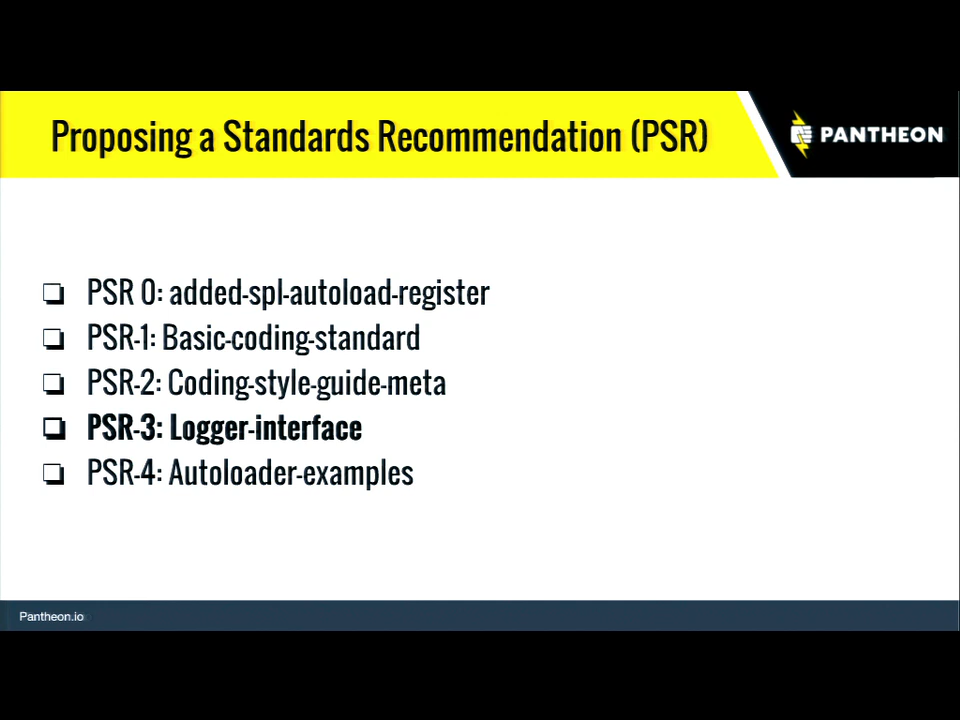 Proposing a Standards Recommendation (PSR)
PANTHEON
PSR 0: added-spl-autoload-register
PSR-1: Basic-coding-standard
PSR-2: Coding-style-guide-meta
PSR-3: Logger-interface
PSR-4: Autoloader-examples
Pantheon.io